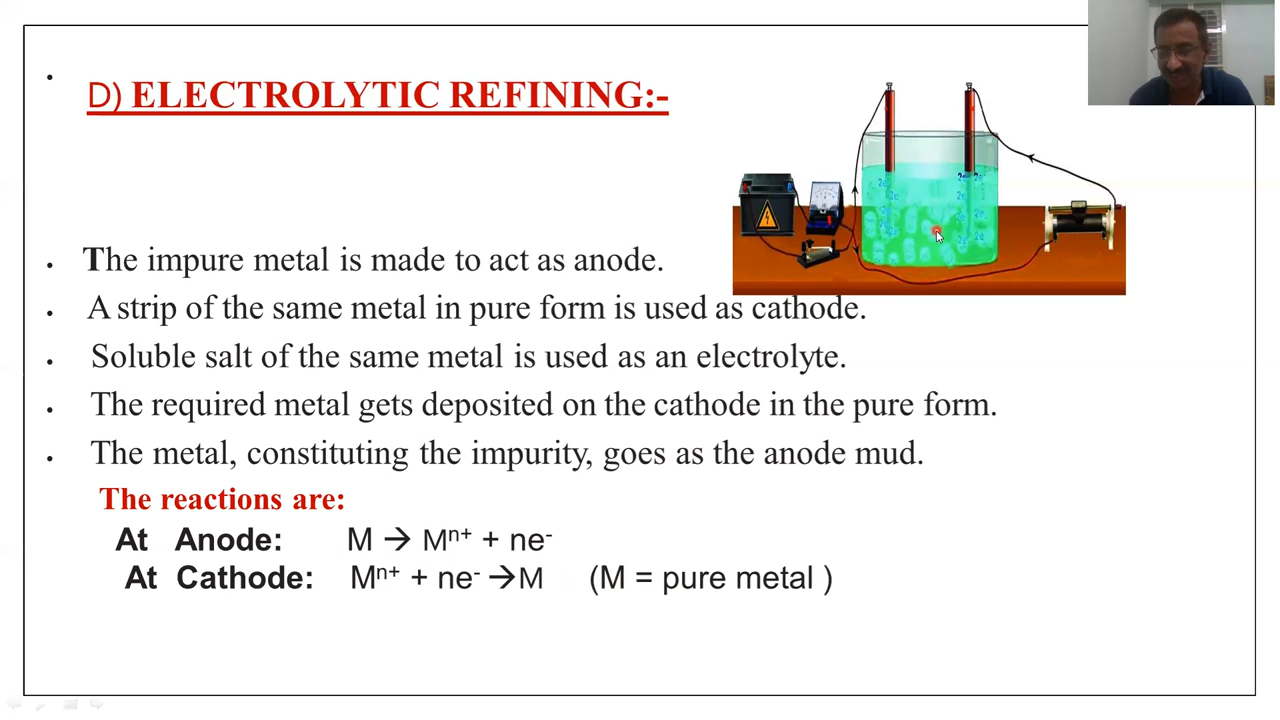 D) ELECTROLYTIC REFINING:-
• The impure metal is made to act as anode.
• A strip of the same metal in pure form is used as cathode.
• Soluble salt of the same metal is used as an electrolyte.
• The required metal gets deposited on the cathode in the pure form.
• The metal, constituting the impurity, goes as the anode mud.
The reactions are:
At Anode: M → Mⁿ⁺ + ne⁻
At Cathode: Mⁿ⁺ + ne⁻ → M (M = pure metal )